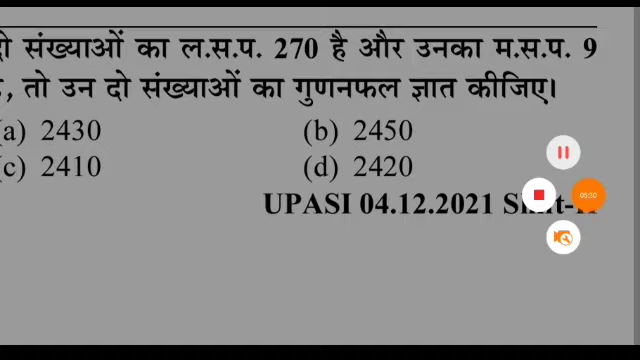 दो संख्याओं का ल.स.प. 270 है और उनका म.स.प. 9
है, तो उन दो संख्याओं का गुणनफल ज्ञात कीजिए।
(a) 2430 (b) 2450
(c) 2410 (d) 2420
UPASI 04.12.2021